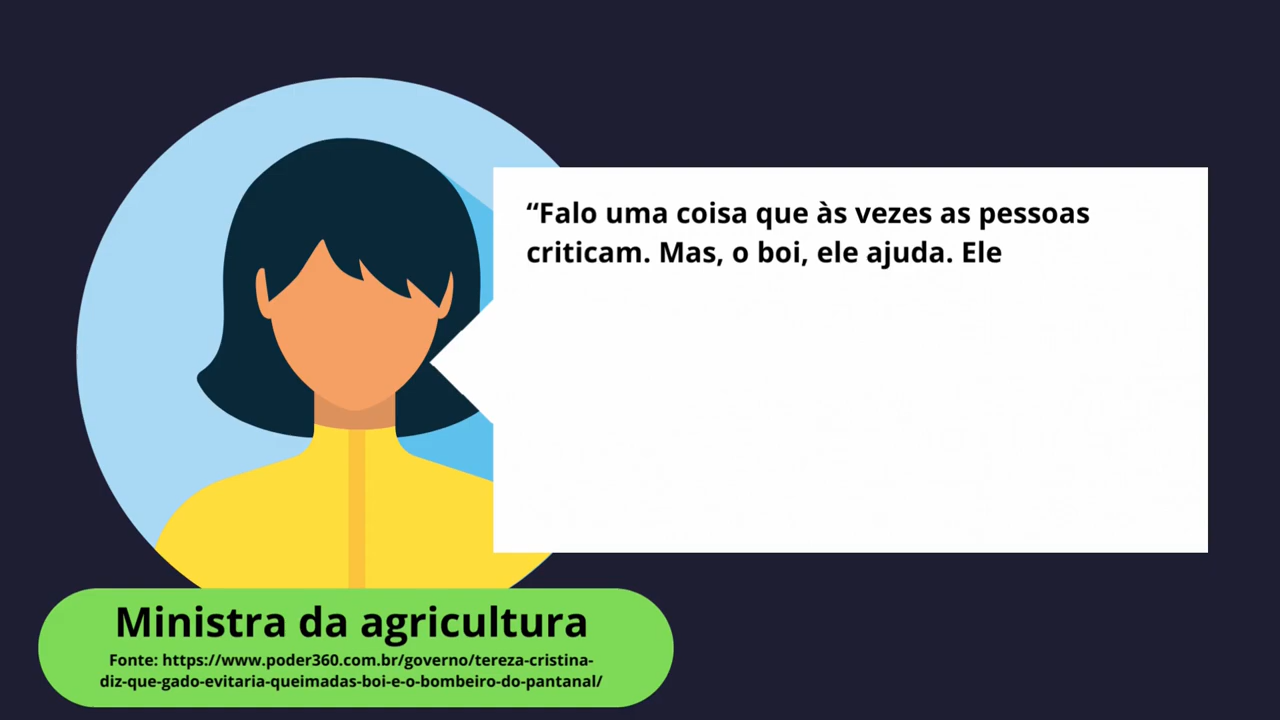 “Falo uma coisa que às vezes as pessoas
criticam. Mas, o boi, ele ajuda. Ele
Ministra da agricultura
Fonte: https://www.poder360.com.br/governo/tereza-cristina-
diz-que-gado-evitaria-queimadas-boi-e-o-bombeiro-do-pantanal/